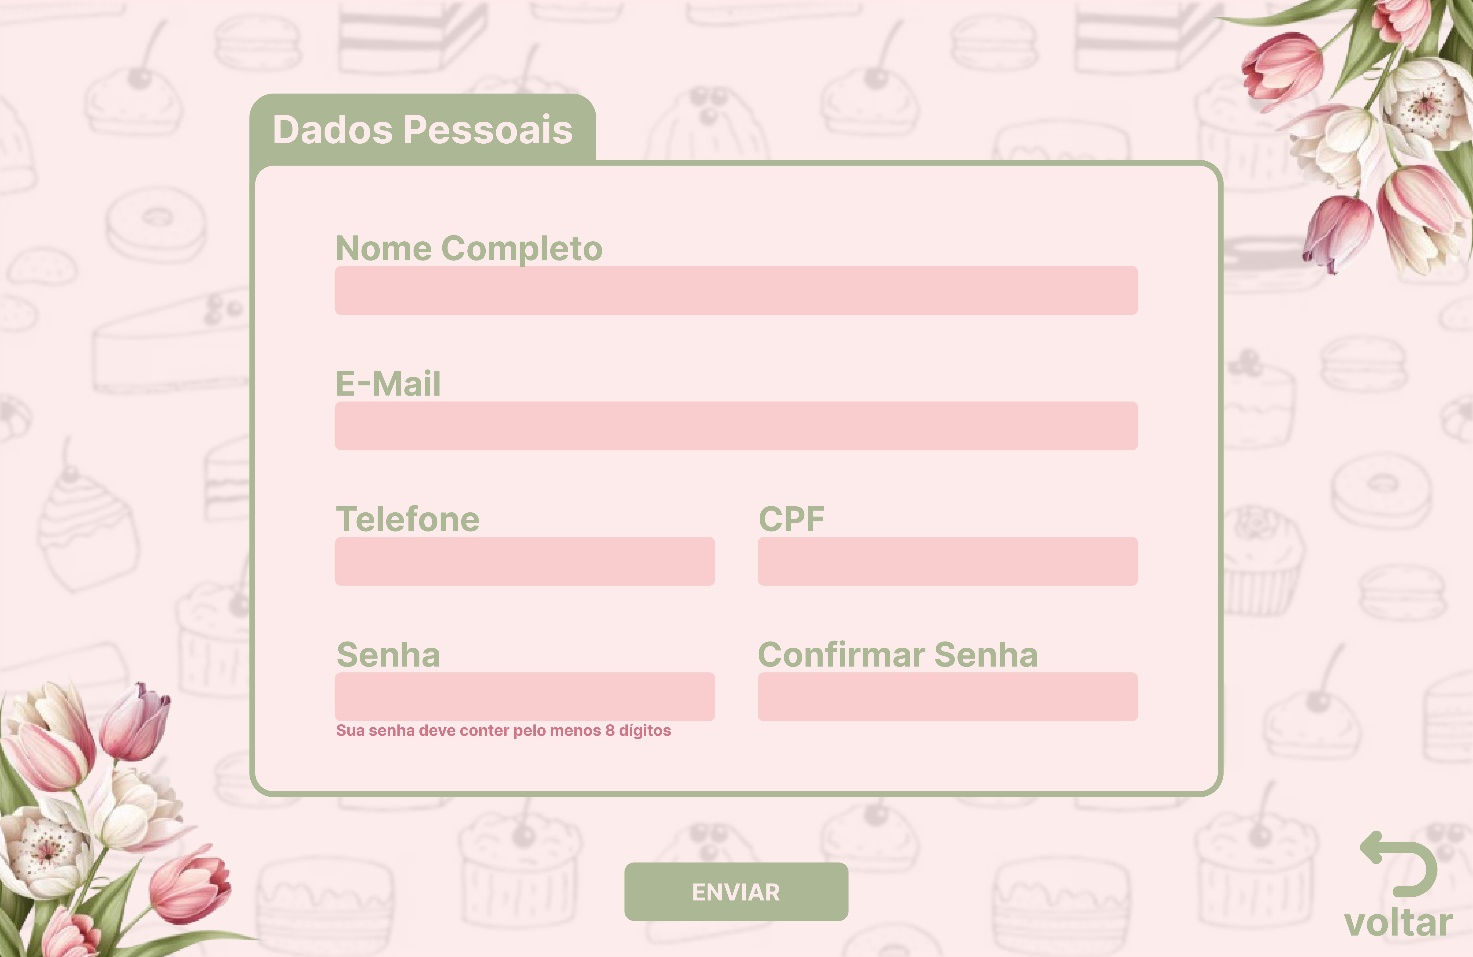 Dados Pessoais
Nome Completo
E-Mail
Telefone
CPF
Senha
Confirmar Senha
Sua senha deve conter pelo menos 8 dígitos
ENVIAR
voltar